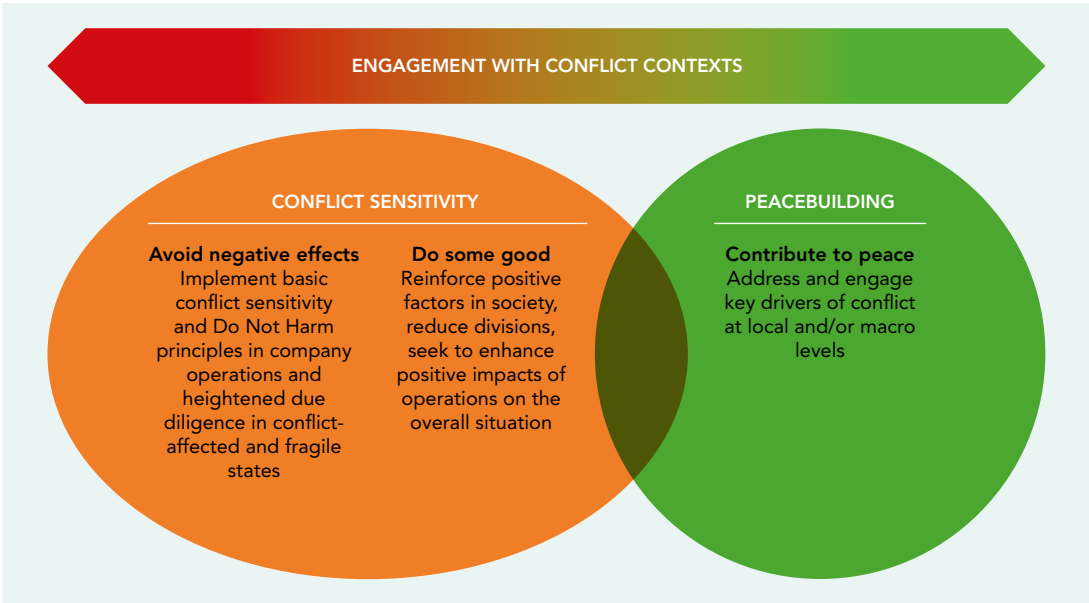 ENGAGEMENT WITH CONFLICT CONTEXTS
CONFLICT SENSITIVITY
Avoid negative effects
Implement basic
conflict sensitivity
and Do Not Harm
principles in company
operations and
heightened due
diligence in conflict-
affected and fragile
states
Do some good
Reinforce positive
factors in society,
reduce divisions,
seek to enhance
positive impacts of
operations on the
overall situation
PEACEBUILDING
Contribute to peace
Address and engage
key drivers of conflict
at local and/or macro
levels